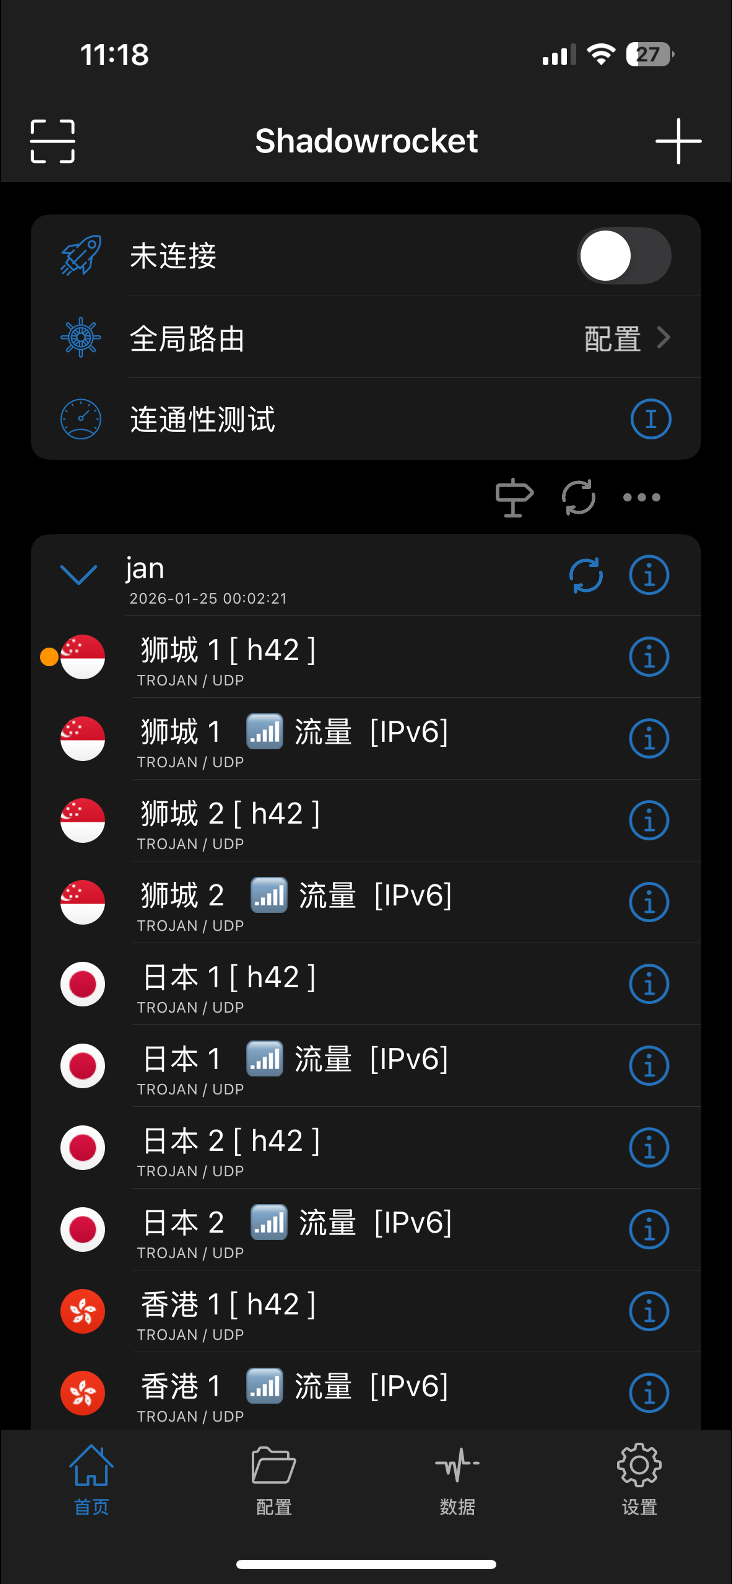 11:18
27
Shadowrocket
未连接
全局路由 配置
连通性测试
jan
2026-01-25 00:02:21
狮城 1 [ h42 ]
TROJAN / UDP
狮城 1 📶 流量 [IPv6]
TROJAN / UDP
狮城 2 [ h42 ]
TROJAN / UDP
狮城 2 📶 流量 [IPv6]
TROJAN / UDP
日本 1 [ h42 ]
TROJAN / UDP
日本 1 📶 流量 [IPv6]
TROJAN / UDP
日本 2 [ h42 ]
TROJAN / UDP
日本 2 📶 流量 [IPv6]
TROJAN / UDP
香港 1 [ h42 ]
TROJAN / UDP
香港 1 📶 流量 [IPv6]
TROJAN / UDP
首页 配置 数据 设置